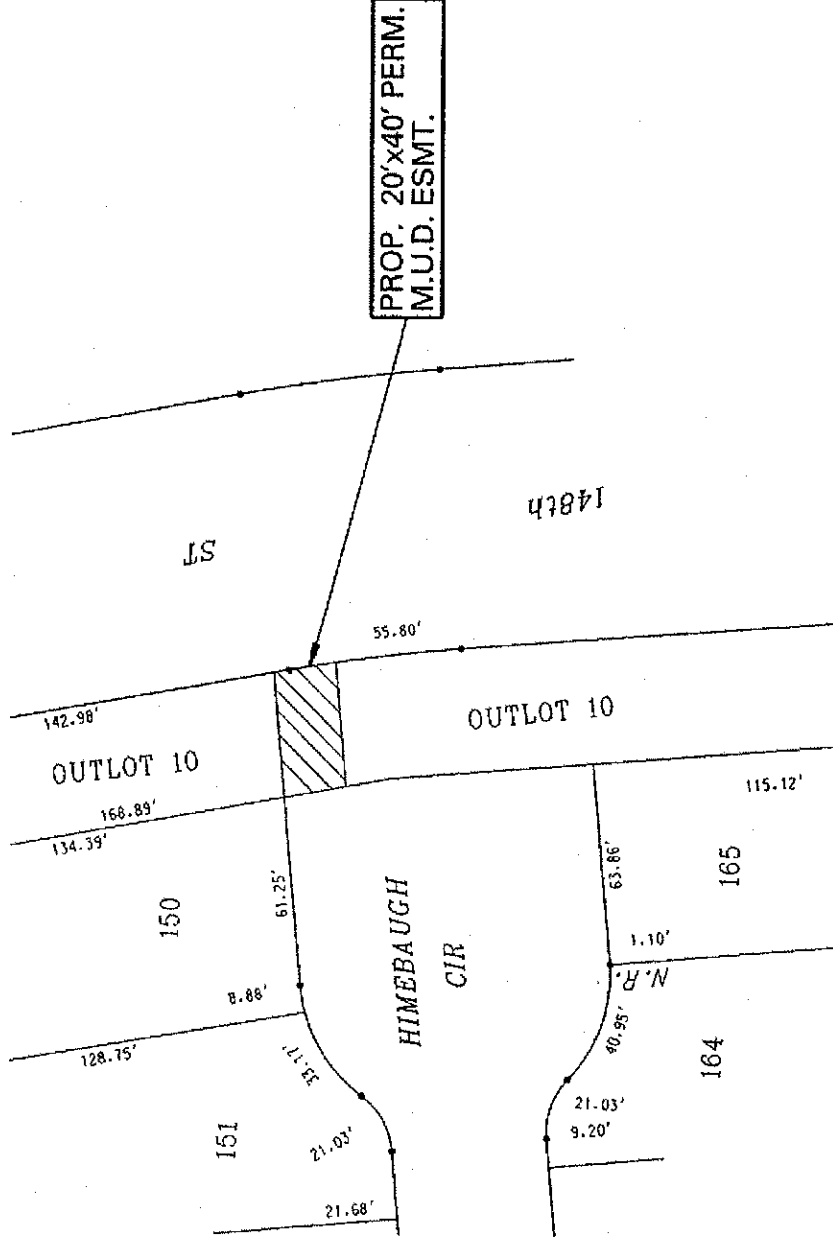 PROP. 20'x40' PERM.
M.U.D. ESMT.
ST
148th
55.80'
142.98'
OUTLOT 10
OUTLOT 10
168.89'
134.39'
115.12'
150
61.25'
HIMEBAUGH
CIR
63.86'
165
8.88'
1.10'
N.R.
128.75'
33.17'
40.95'
164
151
21.03'
21.03'
9.20'
21.68'